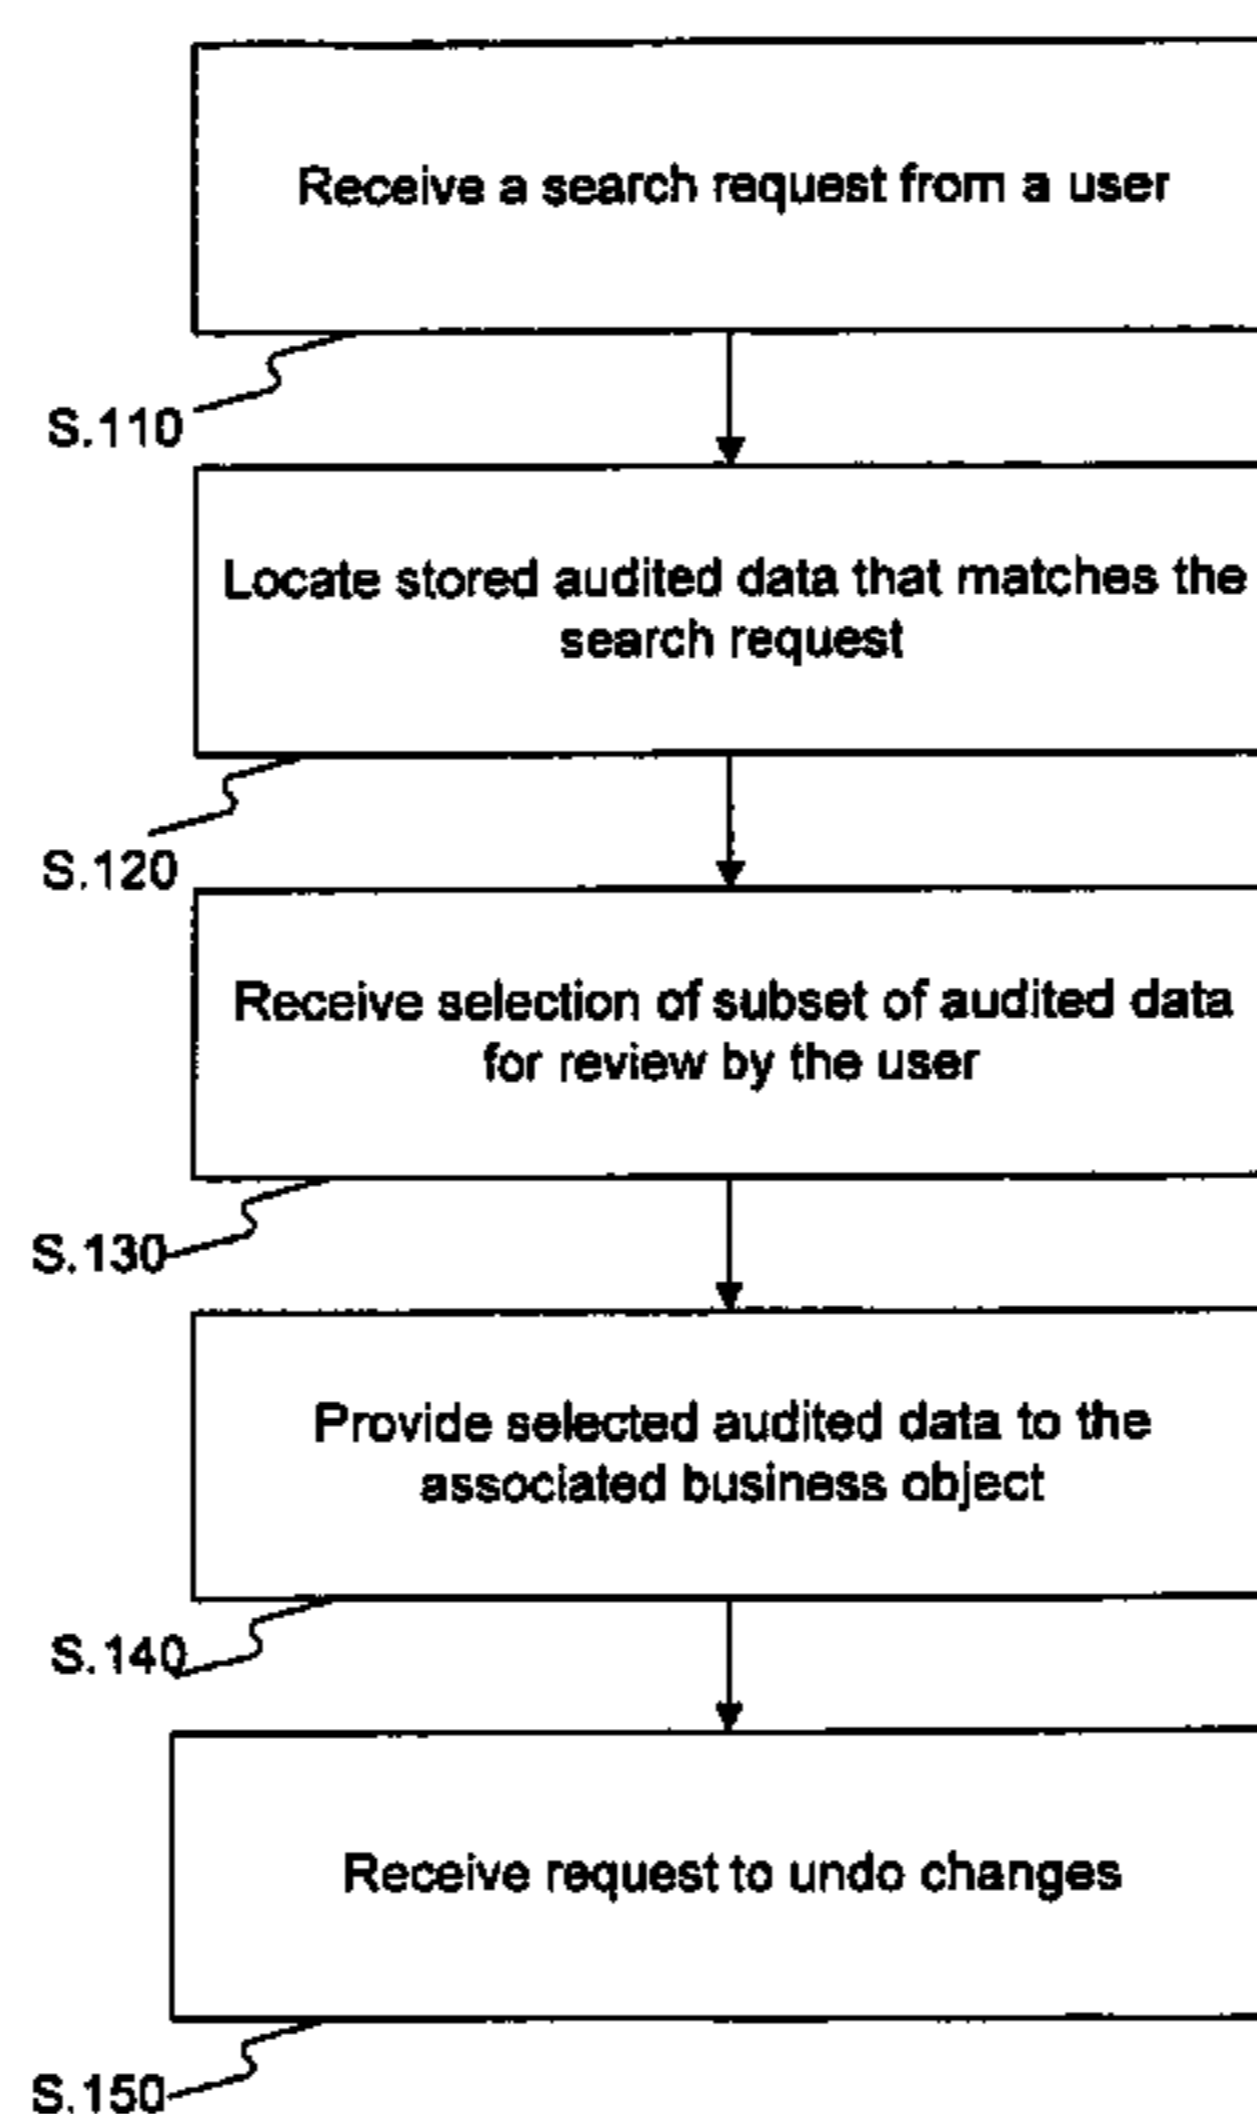 Receive a search request from a user
S.110
Locate stored audited data that matches the
search request
S.120
Receive selection of subset of audited data
for review by the user
S.130
Provide selected audited data to the
associated business object
S.140
Receive request to undo changes
S.150